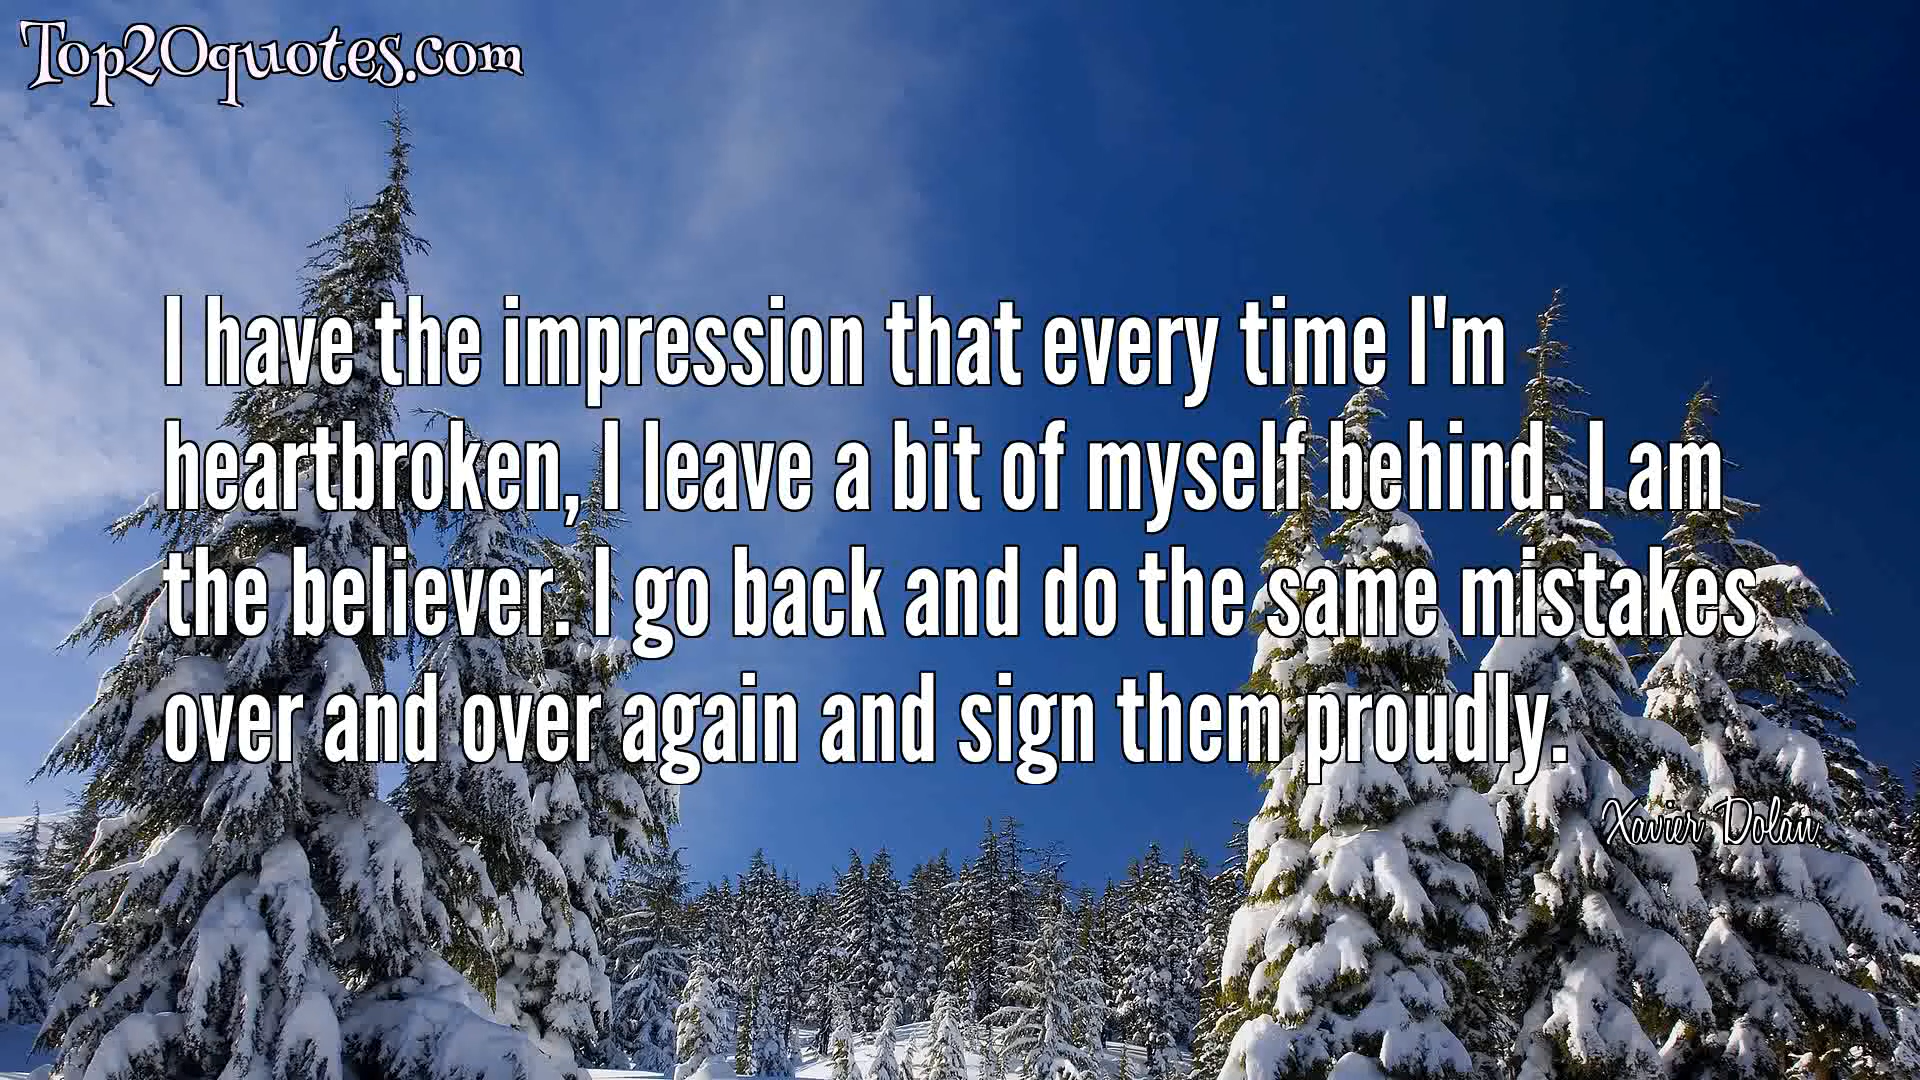 Top20quotes.com
I have the impression that every time I'm
heartbroken, I leave a bit of myself behind. I am
the believer. I go back and do the same mistakes
over and over again and sign them proudly.
Xavier Dolan